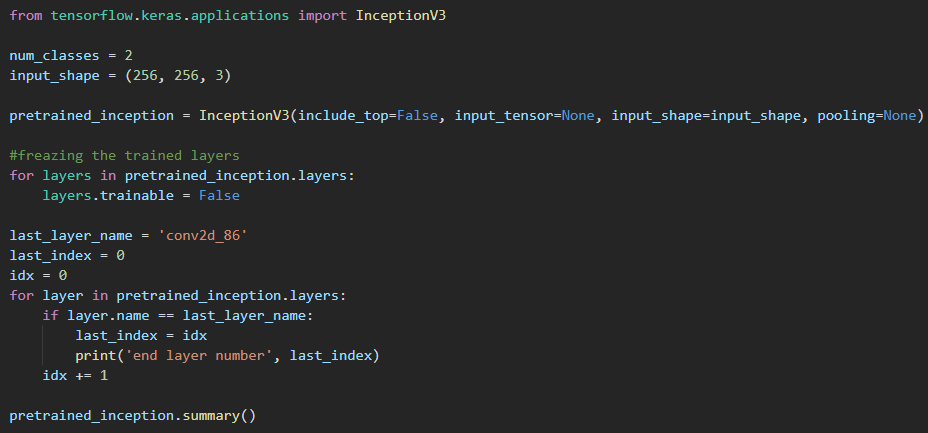 from tensorflow.keras.applications import InceptionV3
num_classes = 2
input_shape = (256, 256, 3)
pretrained_inception = InceptionV3(include_top=False, input_tensor=None, input_shape=input_shape, pooling=None)
#freazing the trained layers
for layers in pretrained_inception.layers:
    layers.trainable = False
last_layer_name = 'conv2d_86'
last_index = 0
idx = 0
for layer in pretrained_inception.layers:
    if layer.name == last_layer_name:
        last_index = idx
        print('end layer number', last_index)
    idx += 1
pretrained_inception.summary()